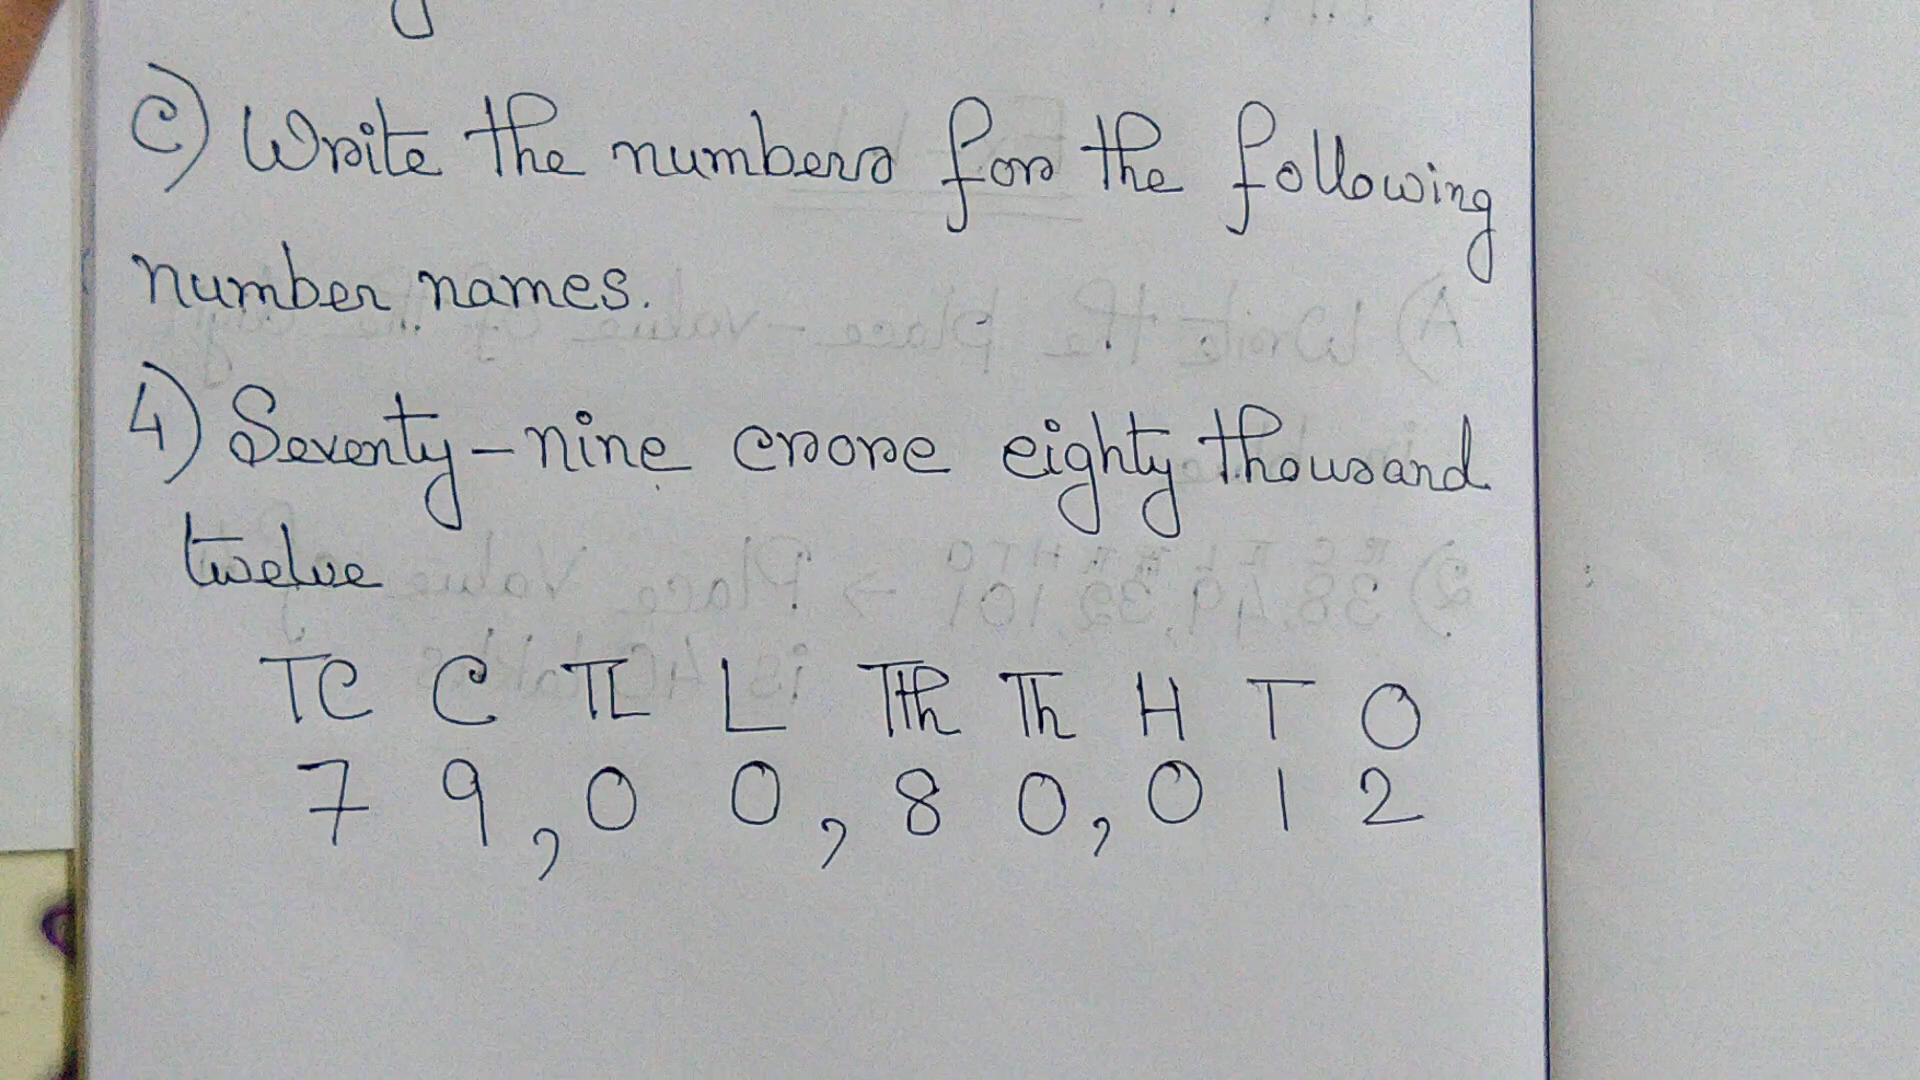 c) Write the numbers for the following
number names.
4) Seventy-nine crore eighty thousand
twelve
TC C TL L TTh Th H T O
7 9, 0 0, 8 0, 0 1 2